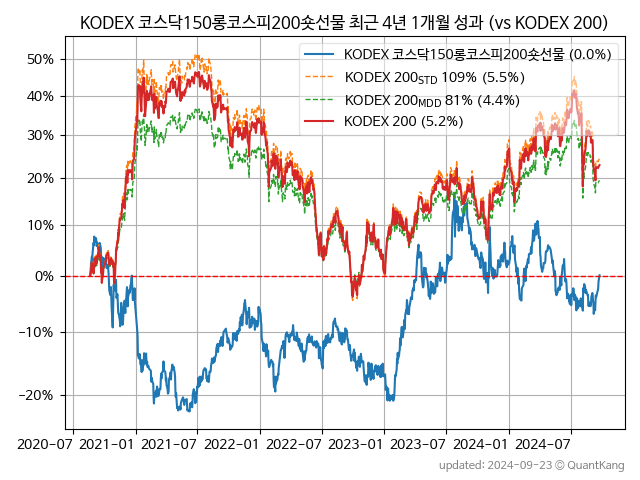 KODEX 코스닥150롱코스피200숏선물 최근 4년 1개월 성과 (vs KODEX 200)
KODEX 코스닥150롱코스피200숏선물 (0.0%)
KODEX 200STD 109% (5.5%)
KODEX 200MDD 81% (4.4%)
KODEX 200 (5.2%)
50%
40%
30%
20%
10%
0%
-10%
-20%
2020-07 2021-01 2021-07 2022-01 2022-07 2023-01 2023-07 2024-01 2024-07
updated: 2024-09-23 © QuantKang